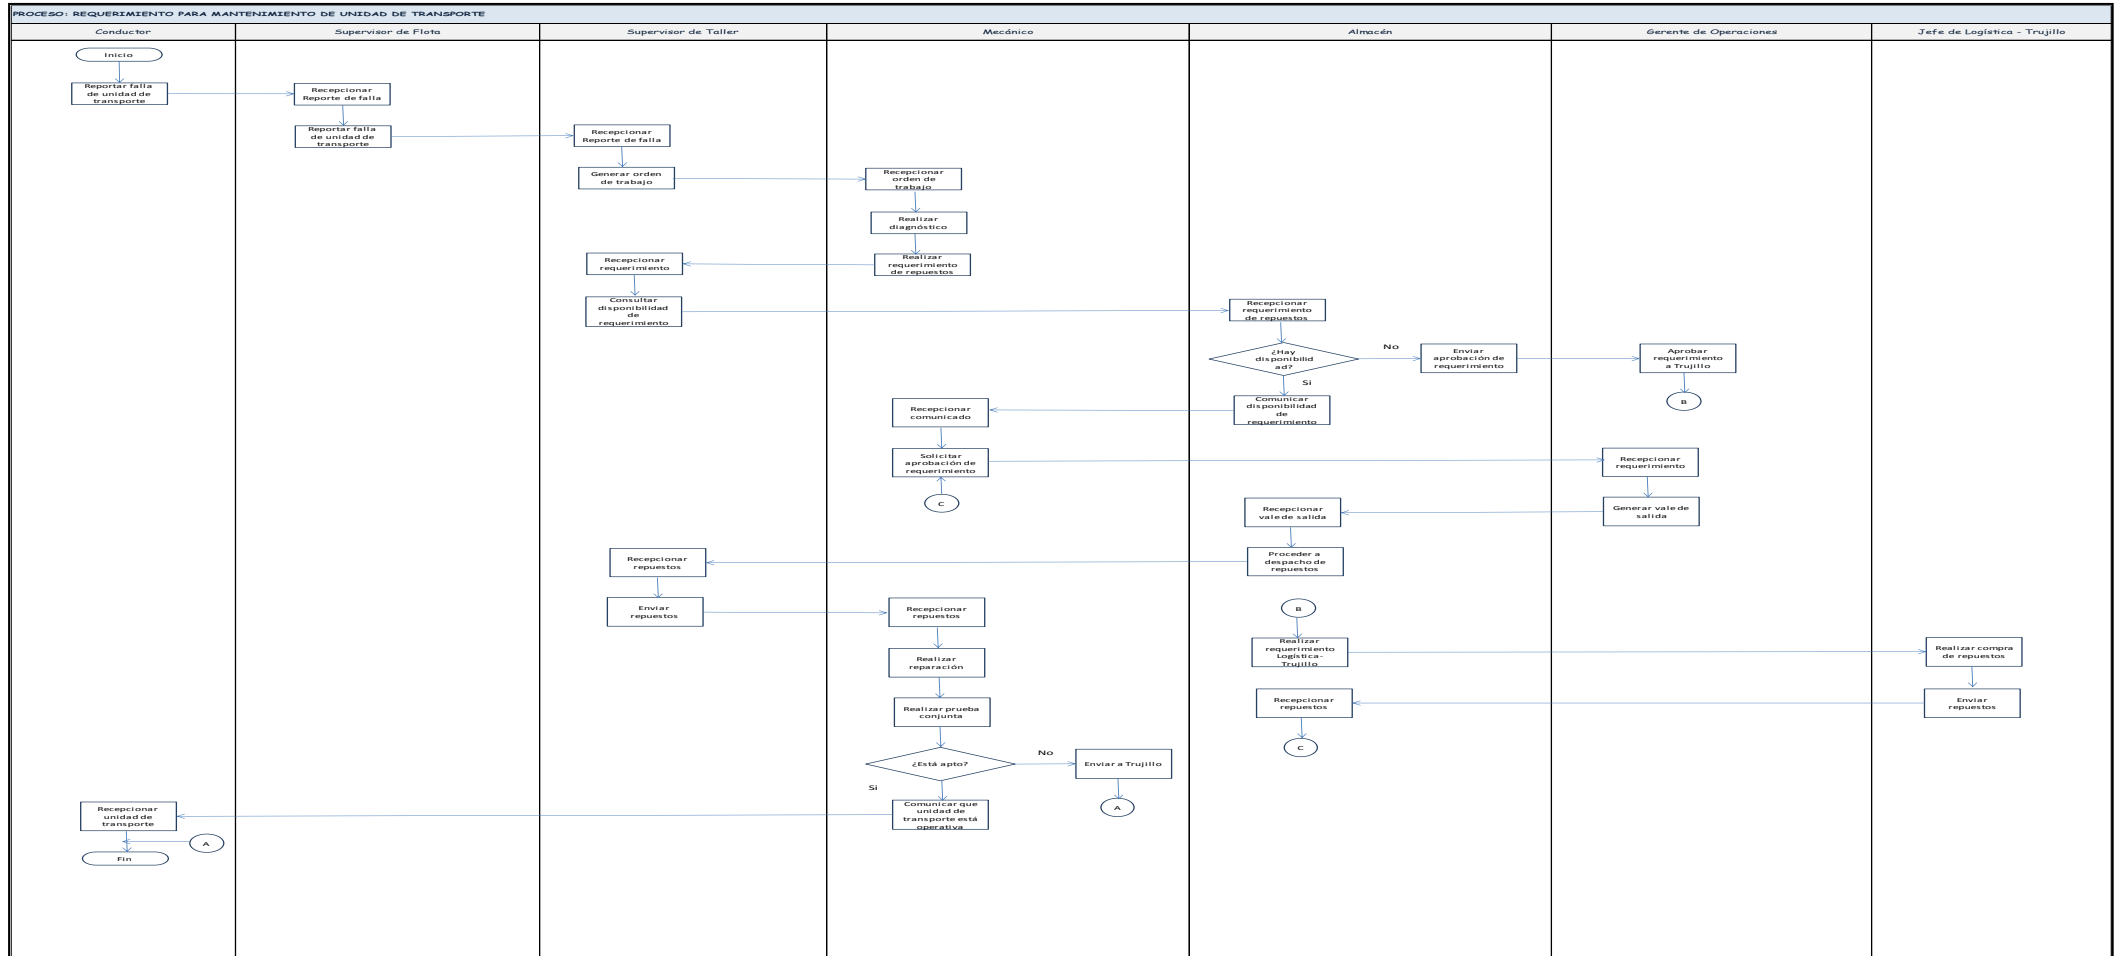 PROCESO: REQUERIMIENTO PARA MANTENIMIENTO DE UNIDAD DE TRANSPORTE
Conductor
Supervisor de Flota
Supervisor de Taller
Mecánico
Almacén
Gerente de Operaciones
Jefe de Logística - Trujillo
Inicio
Reportar falla
de unidad de
transporte
Recepcionar
Reporte de falla
Reportar falla
de unidad de
transporte
Recepcionar
Reporte de falla
Generar orden
de trabajo
Recepcionar
orden de
trabajo
Realizar
diagnóstico
Realizar
requerimiento
de repuestos
Recepcionar
requerimiento
Consultar
disponibilidad
de
requerimiento
Recepcionar
requerimiento
de repuestos
¿Hay
disponibilid
ad?
No
Enviar
aprobación de
requerimiento
Aprobar
requerimiento
a Trujillo
B
Si
Comunicar
disponibilidad
de
requerimiento
Recepcionar
comunicado
Solicitar
aprobación de
requerimiento
C
Recepcionar
requerimiento
Generar vale de
salida
Recepcionar
vale de salida
Proceder a
despacho de
repuestos
Recepcionar
repuestos
Enviar
repuestos
Recepcionar
repuestos
B
Realizar
requerimiento
Logística-
Trujillo
Realizar compra
de repuestos
Enviar
repuestos
Recepcionar
repuestos
C
Realizar
reparación
Realizar prueba
conjunta
¿Está apto?
No
Enviar a Trujillo
A
Si
Comunicar que
unidad de
transporte está
operativa
Recepcionar
unidad de
transporte
A
Fin